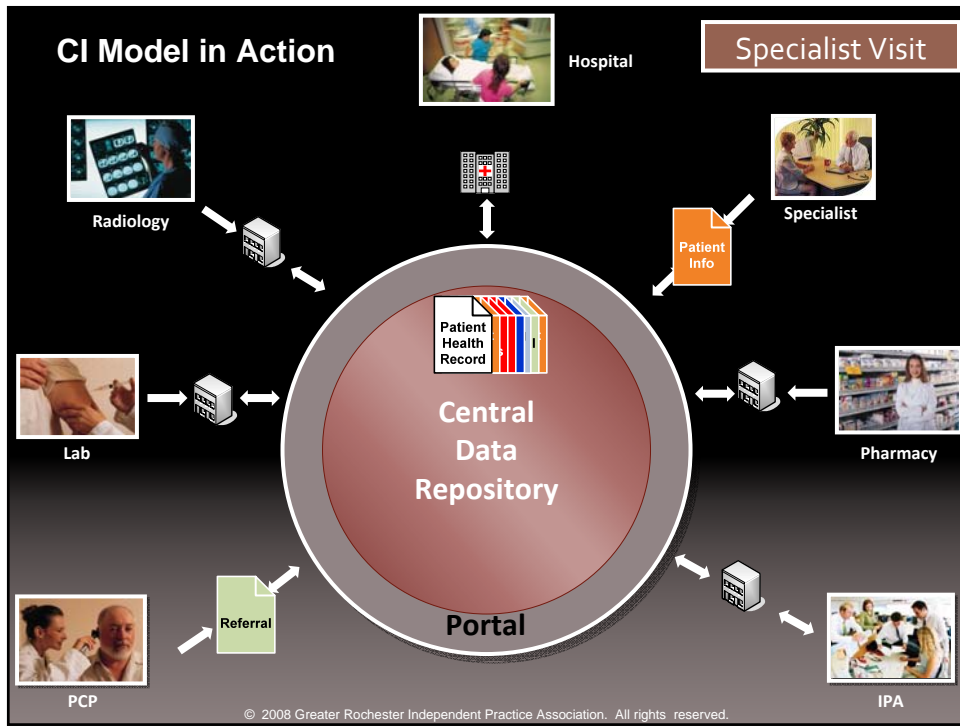 CI Model in Action
Specialist Visit
Hospital
Radiology
Specialist
Patient
Info
Patient
Health
Record
s
I
Central
Data
Repository
Lab
Pharmacy
Referral
Portal
PCP
IPA
© 2008 Greater Rochester Independent Practice Association. All rights reserved.